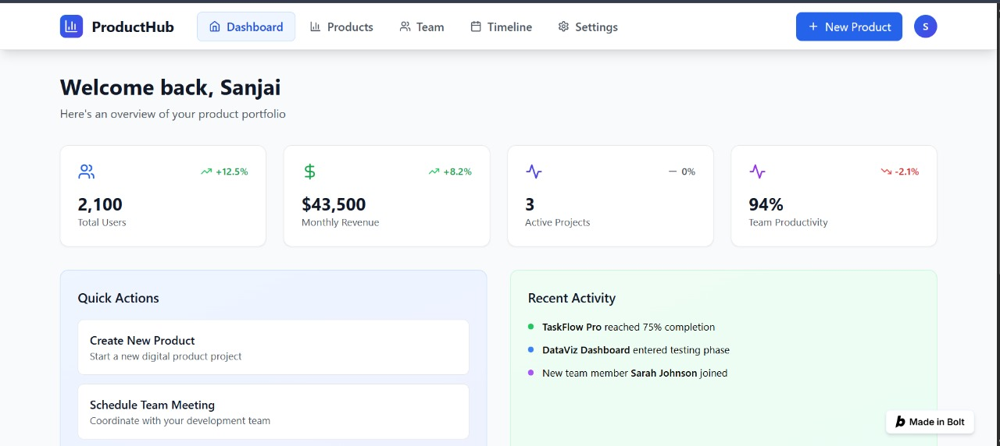 ProductHub
Dashboard
Products
Team
Timeline
Settings
+ New Product
S
Welcome back, Sanjai
Here's an overview of your product portfolio
+12.5%
2,100
Total Users
$
+8.2%
$43,500
Monthly Revenue
0%
3
Active Projects
-2.1%
94%
Team Productivity
Quick Actions
Create New Product
Start a new digital product project
Schedule Team Meeting
Coordinate with your development team
Recent Activity
TaskFlow Pro reached 75% completion
DataViz Dashboard entered testing phase
New team member Sarah Johnson joined
b Made in Bolt